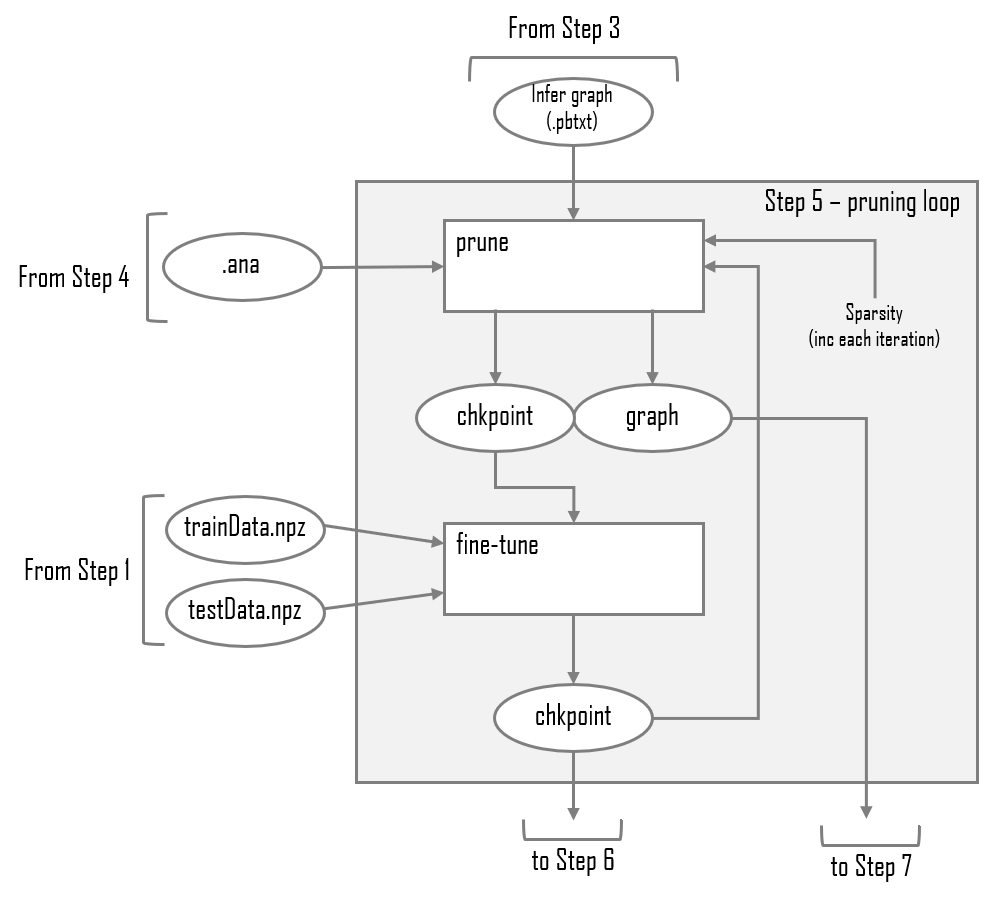 From Step 3
Infer graph
(.pbtxt)
Step 5 – pruning loop
prune
.ana
From Step 4
Sparsity
(inc each iteration)
chkpoint
graph
trainData.npz
fine-tune
From Step 1
testData.npz
chkpoint
to Step 6
to Step 7